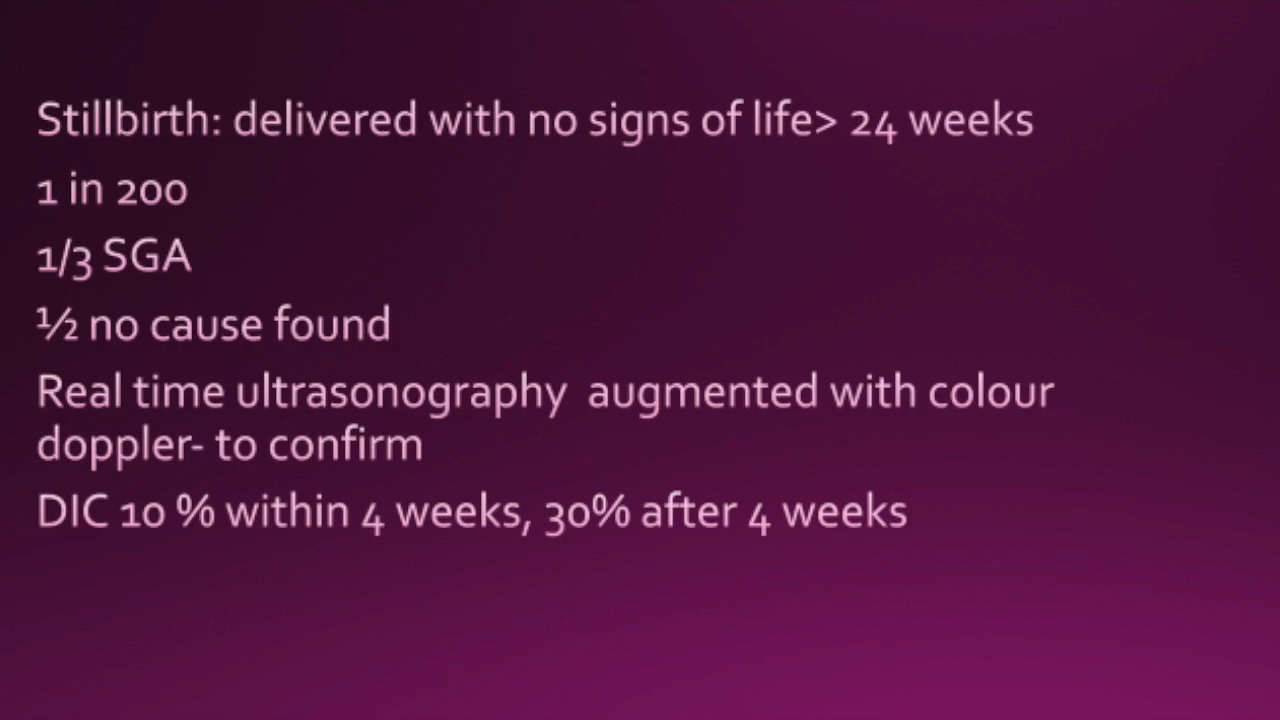 Stillbirth: delivered with no signs of life> 24 weeks
1 in 200
1/3 SGA
½ no cause found
Real time ultrasonography  augmented with colour
doppler- to confirm
DIC 10 % within 4 weeks, 30% after 4 weeks